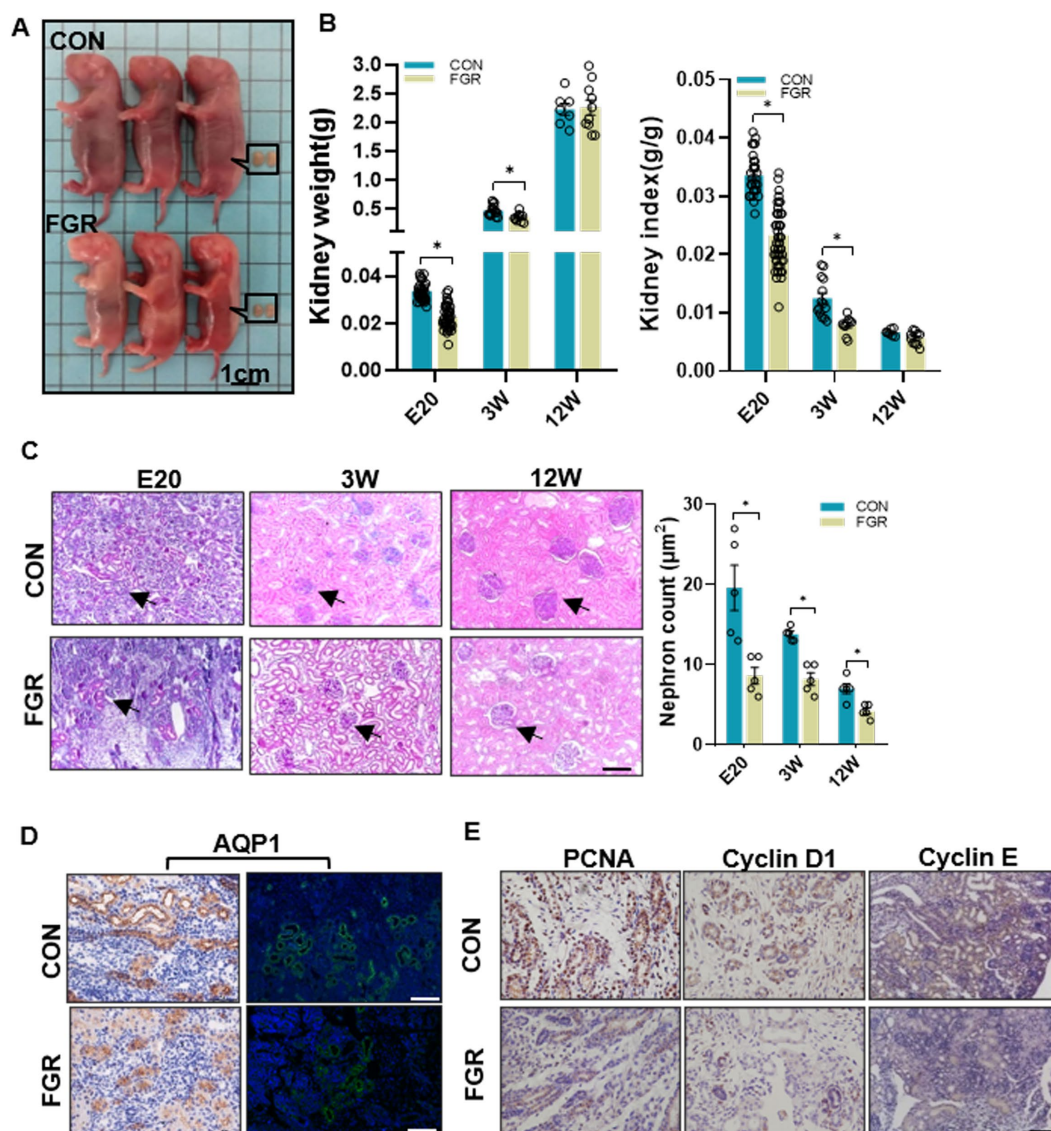 A
CON
FGR
1cm
B
CON
FGR
Kidney weight(g)
3.0
2.5
2.0
1.5
1.0
0.5
0.04
0.02
0.00
*
*
E20
3W
12W
CON
FGR
Kidney index(g/g)
0.05
0.04
0.03
0.02
0.01
0.00
*
*
E20
3W
12W
C
E20
3W
12W
CON
FGR
CON
FGR
Nephron count (μm²)
30
20
10
0
*
*
*
E20
3W
12W
D
AQP1
CON
FGR
E
PCNA
Cyclin D1
Cyclin E
CON
FGR